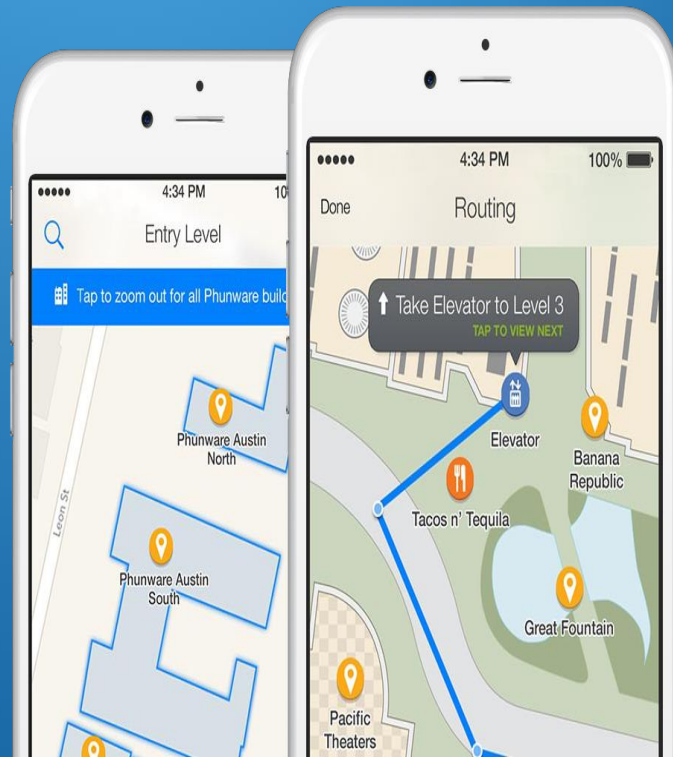 4:34 PM
10
Entry Level
Tap to zoom out for all Phunware build
Phunware Austin
North
Leon St
Phunware Austin
South
4:34 PM
100%
Done
Routing
Take Elevator to Level 3
TAP TO VIEW NEXT
Elevator
Banana
Republic
Tacos n' Tequila
Great Fountain
Pacific
Theaters